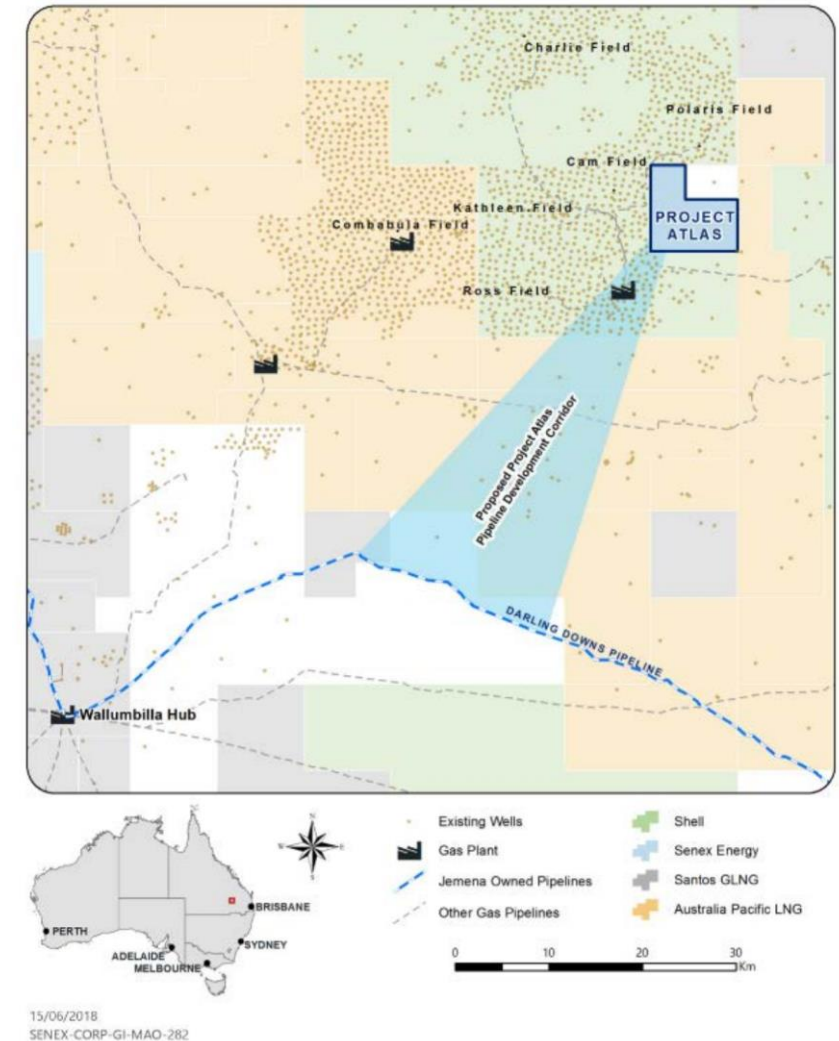 Charlie Field
Polaris Field
Cam Field
Kathleen Field
PROJECT
ATLAS
Combabula Field
Ross Field
Proposed Project Atlas
Pipeline Development Corridor
DARLING DOWNS PIPELINE
Wallumbilla Hub
PERTH
ADELAIDE
MELBOURNE
SYDNEY
BRISBANE
N
W
E
S
Existing Wells
Gas Plant
Jemena Owned Pipelines
Other Gas Pipelines
Shell
Senex Energy
Santos GLNG
Australia Pacific LNG
0 10 20 30
Km
15/06/2018
SENEX-CORP-GI-MAO-282